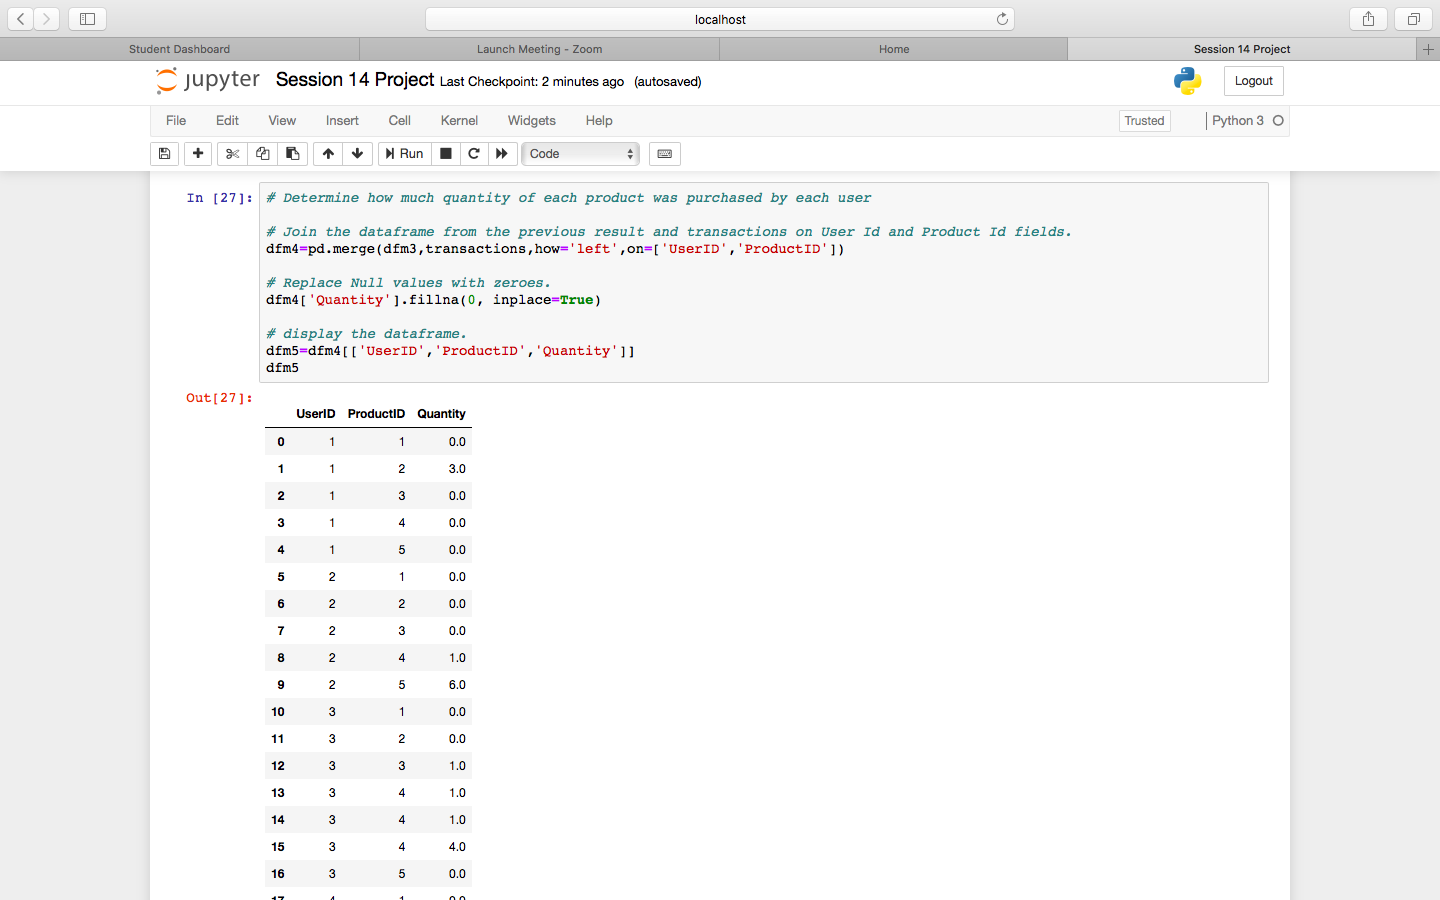 localhost
Student Dashboard
Launch Meeting - Zoom
Home
Session 14 Project
jupyter Session 14 Project Last Checkpoint: 2 minutes ago (autosaved)
Logout
File Edit View Insert Cell Kernel Widgets Help
Trusted
Python 3
Run
Code
In [27]:
# Determine how much quantity of each product was purchased by each user
# Join the dataframe from the previous result and transactions on User Id and Product Id fields.
dfm4=pd.merge(dfm3,transactions,how='left',on=['UserID','ProductID'])
# Replace Null values with zeroes.
dfm4['Quantity'].fillna(0, inplace=True)
# display the dataframe.
dfm5=dfm4[['UserID','ProductID','Quantity']]
dfm5
Out[27]:
UserID ProductID Quantity
0 1 1 0.0
1 1 2 3.0
2 1 3 0.0
3 1 4 0.0
4 1 5 0.0
5 2 1 0.0
6 2 2 0.0
7 2 3 0.0
8 2 4 1.0
9 2 5 6.0
10 3 1 0.0
11 3 2 0.0
12 3 3 1.0
13 3 4 1.0
14 3 4 1.0
15 3 4 4.0
16 3 5 0.0
17 4 1 0.0